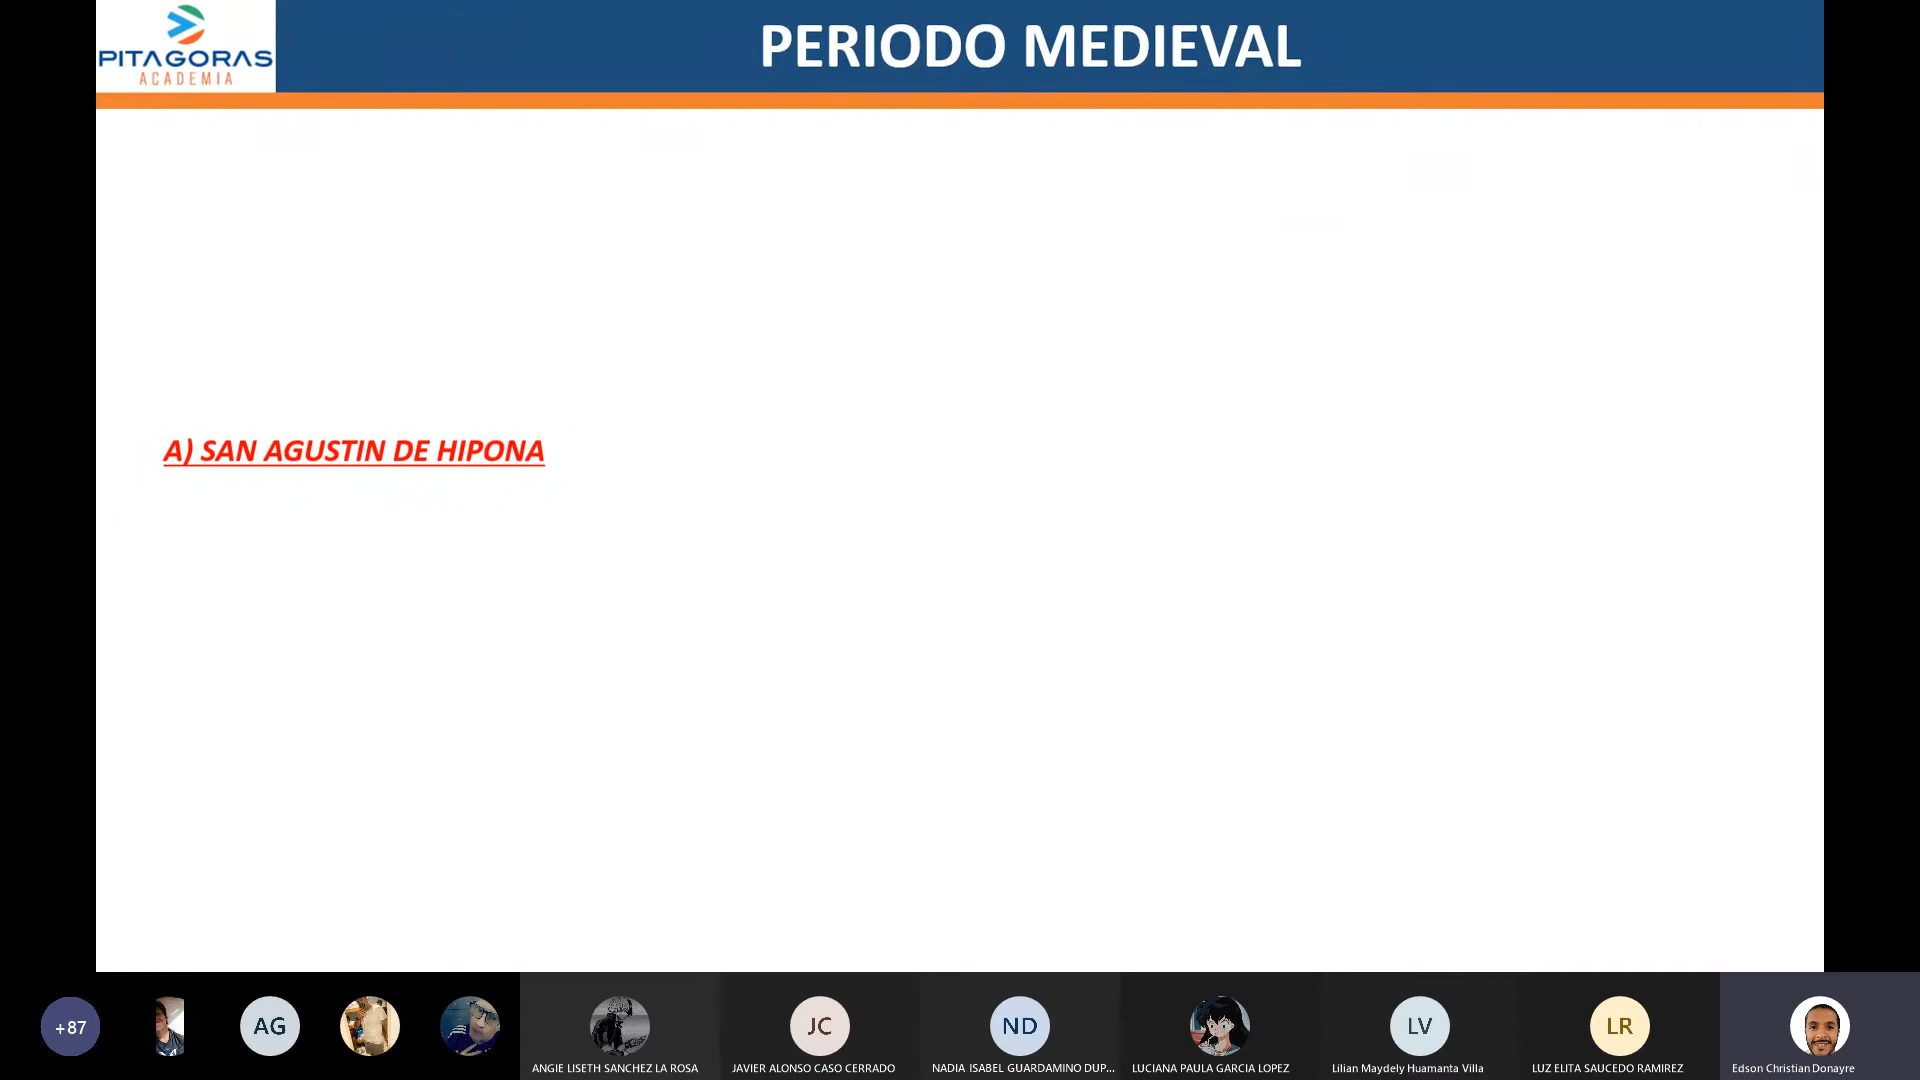 PITAGORAS
ACADEMIA
PERIODO MEDIEVAL
A) SAN AGUSTIN DE HIPONA
+87
AG
JC
ND
LV
LR
ANGIE LISETH SANCHEZ LA ROSA
JAVIER ALONSO CASO CERRADO
NADIA ISABEL GUARDAMINO DUP...
LUCIANA PAULA GARCIA LOPEZ
Lilian Maydely Huamanta Villa
LUZ ELITA SAUCEDO RAMIREZ
Edson Christian Donayre